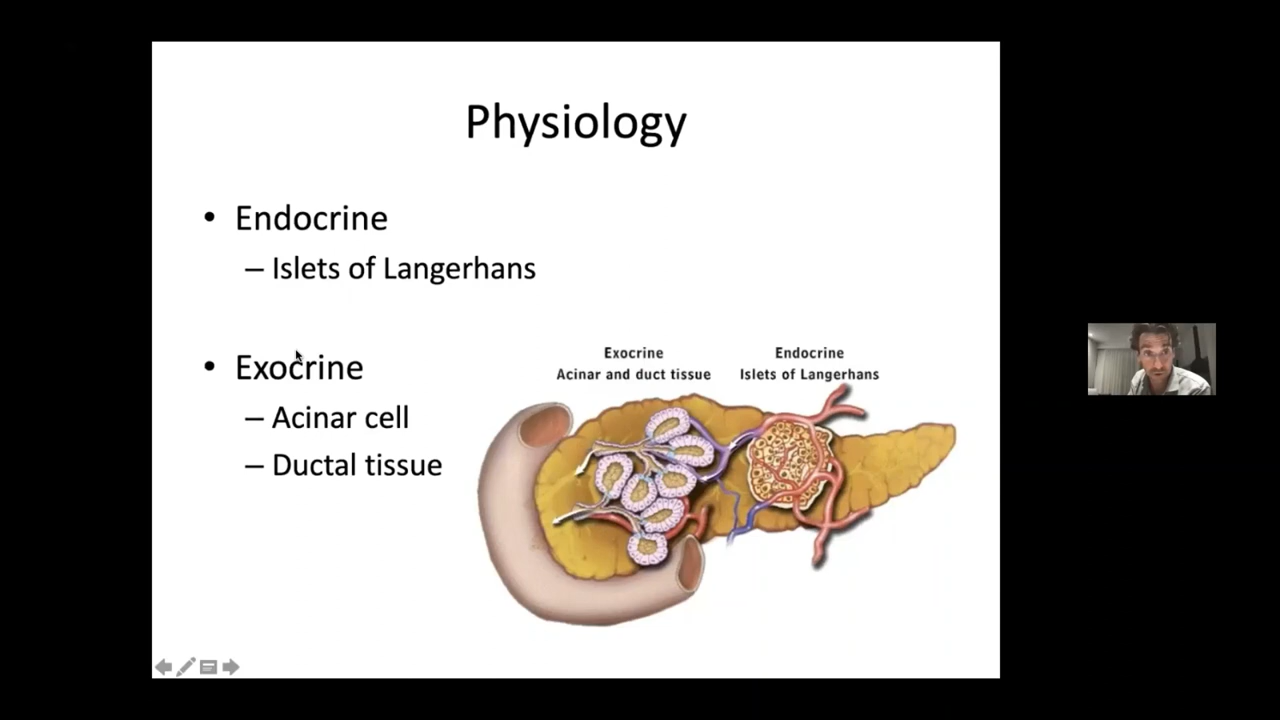 Physiology
• Endocrine
– Islets of Langerhans
• Exocrine
– Acinar cell
– Ductal tissue
Exocrine
Acinar and duct tissue
Endocrine
Islets of Langerhans